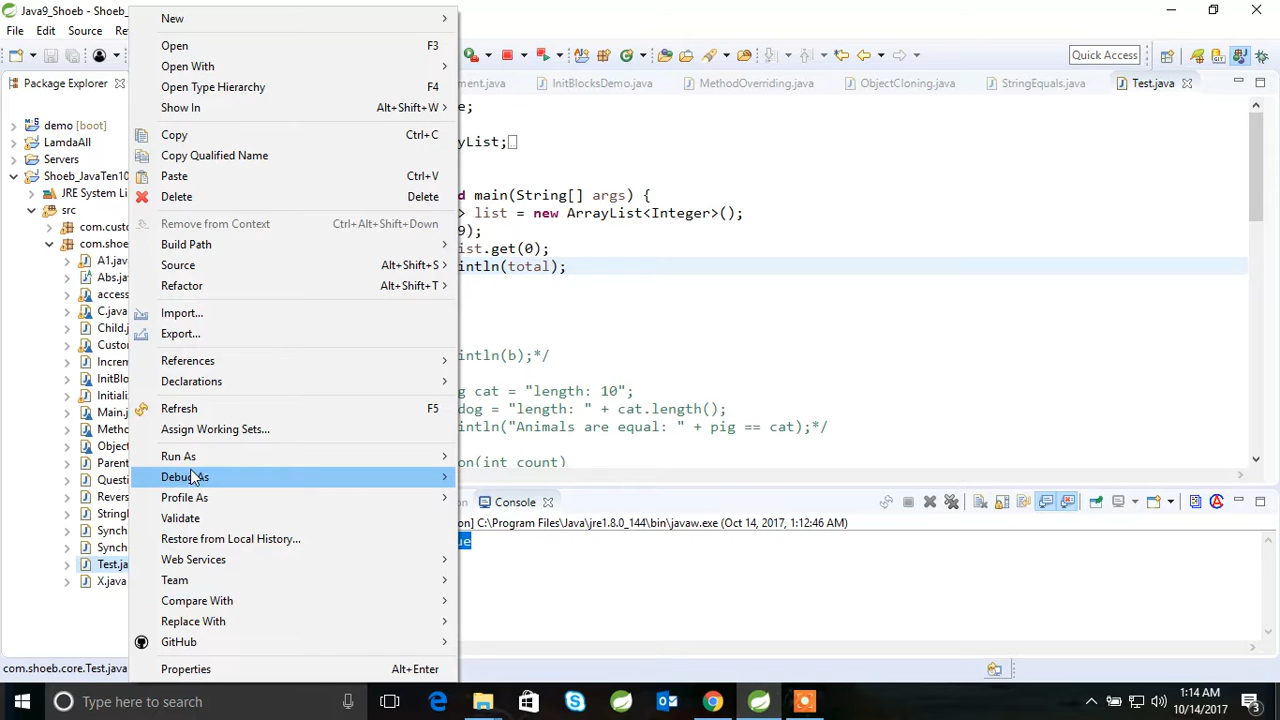 Java9_Shoeb
File Edit Source
Quick Access
Package Explorer
demo [boot]
LamdaAll
Servers
Shoeb_JavaTen10
JRE System Li
src
com.custo
com.shoe
A1.java
Abs.jav
access
C.java
Child.j
Custo
Increm
InitBlo
Initializ
Main.j
Metho
Object
Parent
Questi
Revers
StringI
Synch
Synch
Test.ja
X.java
New
Open F3
Open With
Open Type Hierarchy F4
Show In Alt+Shift+W
Copy Ctrl+C
Copy Qualified Name
Paste Ctrl+V
Delete Delete
Remove from Context Ctrl+Alt+Shift+Down
Build Path
Source Alt+Shift+S
Refactor Alt+Shift+T
Import...
Export...
References
Declarations
Refresh F5
Assign Working Sets...
Run As
Debug As
Profile As
Validate
Restore from Local History...
Web Services
Team
Compare With
Replace With
GitHub
Properties Alt+Enter
ment.java InitBlocksDemo.java MethodOverriding.java ObjectCloning.java StringEquals.java Test.java
e;
yList;
d main(String[] args) {
> list = new ArrayList<Integer>();
9);
ist.get(0);
intln(total);
intln(b);*/
g cat = "length: 10";
dog = "length: " + cat.length();
intln("Animals are equal: " + pig == cat);*/
on(int count)
Console
on] C:\Program Files\Java\jre1.8.0_144\bin\javaw.exe (Oct 14, 2017, 1:12:46 AM)
ue
com.shoeb.core.Test.java
Type here to search
1:14 AM
10/14/2017
3